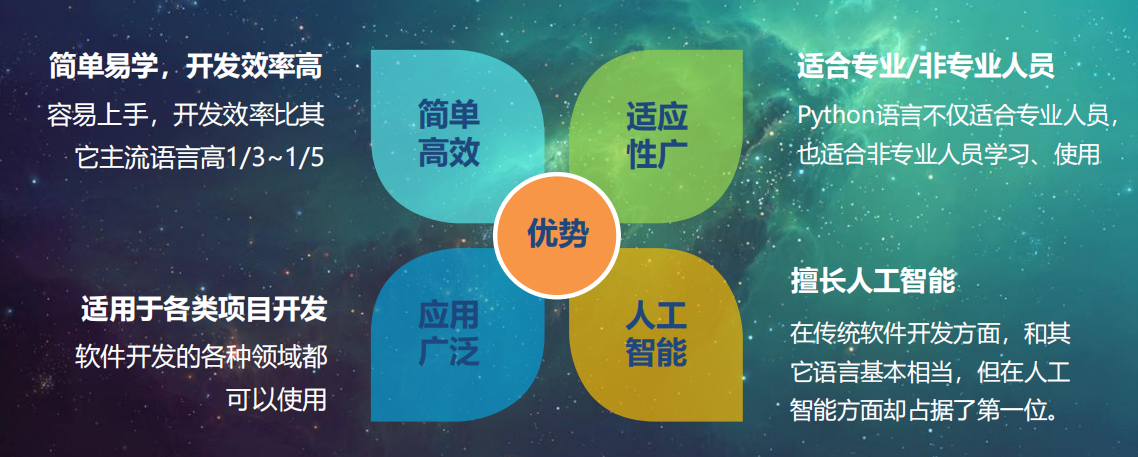 简单易学，开发效率高
容易上手，开发效率比其
它主流语言高1/3~1/5
简单
高效
适应
性广
适合专业/非专业人员
Python语言不仅适合专业人员，
也适合非专业人员学习、使用
优势
适用于各类项目开发
软件开发的各种领域都
可以使用
应用
广泛
人工
智能
擅长人工智能
在传统软件开发方面，和其
它语言基本相当，但在人工
智能方面却占据了第一位。